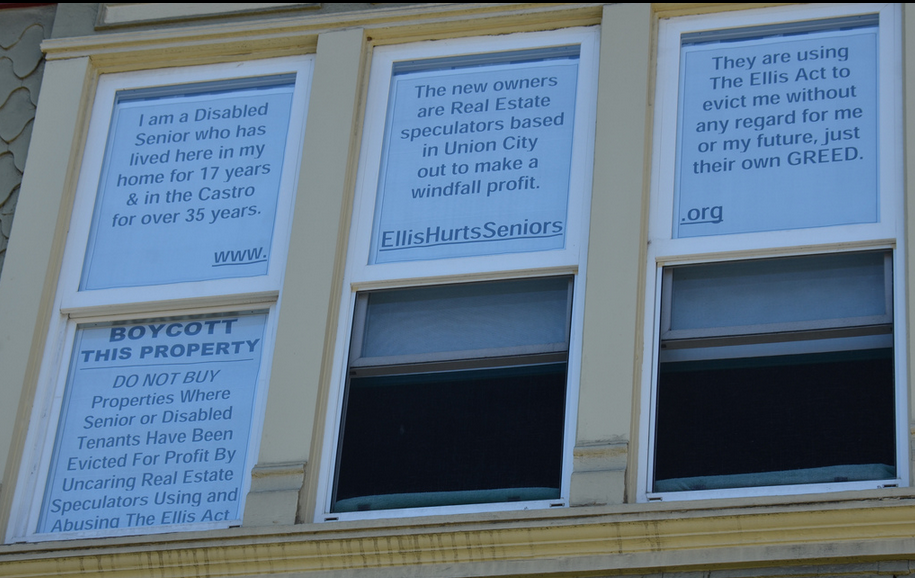 I am a Disabled
Senior who has
lived here in my
home for 17 years
& in the Castro
for over 35 years.
www.
The new owners
are Real Estate
speculators based
in Union City
out to make a
windfall profit.
EllisHurtsSeniors
They are using
The Ellis Act to
evict me without
any regard for me
or my future, just
their own GREED.
.org
BOYCOTT
THIS PROPERTY
DO NOT BUY
Properties Where
Senior or Disabled
Tenants Have Been
Evicted For Profit By
Uncaring Real Estate
Speculators Using and
Abusing The Ellis Act